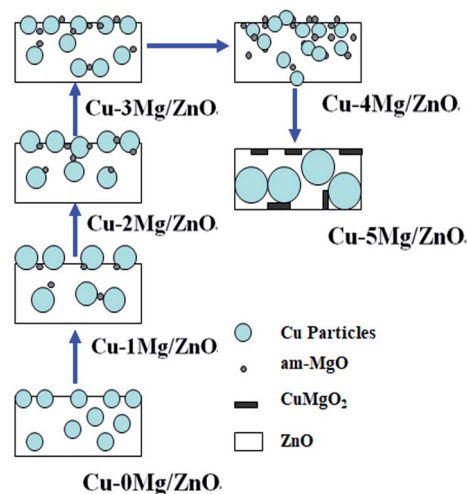 Cu-3Mg/ZnO
Cu-4Mg/ZnO
Cu-2Mg/ZnO
Cu-5Mg/ZnO
Cu-1Mg/ZnO
Cu-0Mg/ZnO
Cu Particles
am-MgO
CuMgO₂
ZnO